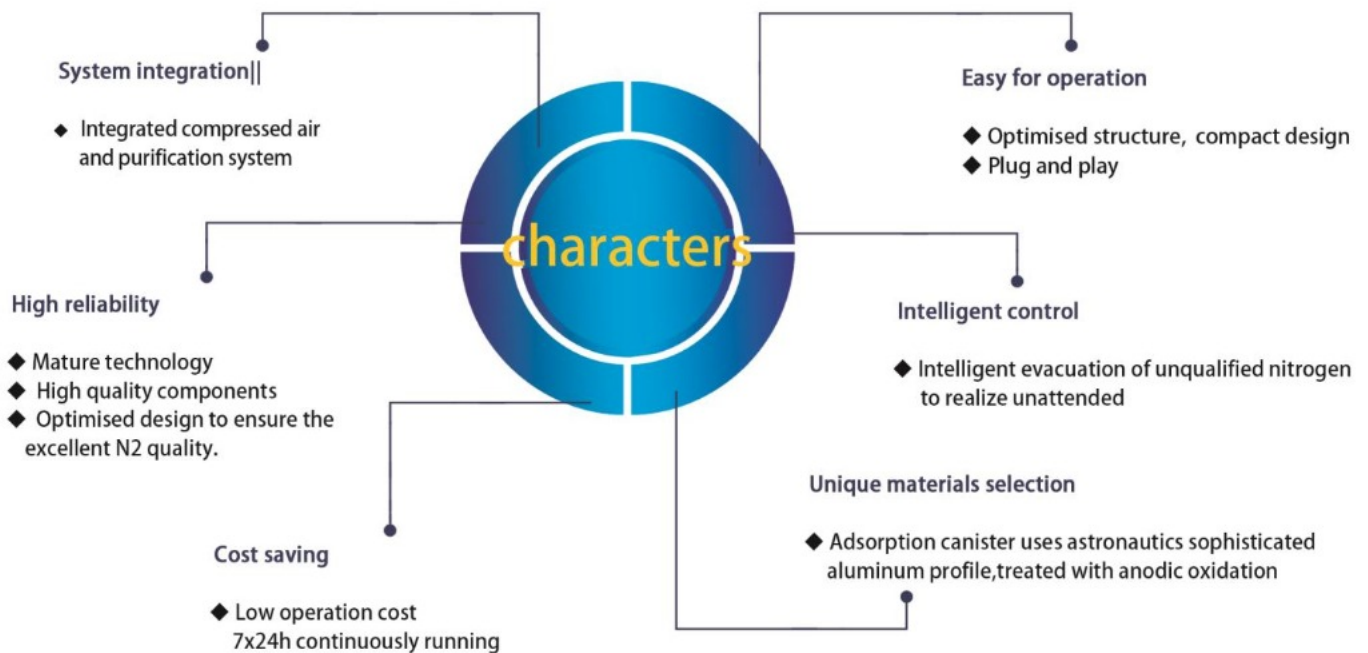 System integration||
◆ Integrated compressed air
and purification system
High reliability
◆ Mature technology
◆ High quality components
◆ Optimised design to ensure the
excellent N2 quality.
Cost saving
◆ Low operation cost
7x24h continuously running
characters
Easy for operation
◆ Optimised structure, compact design
◆ Plug and play
Intelligent control
◆ Intelligent evacuation of unqualified nitrogen
to realize unattended
Unique materials selection
◆ Adsorption canister uses astronautics sophisticated
aluminum profile,treated with anodic oxidation